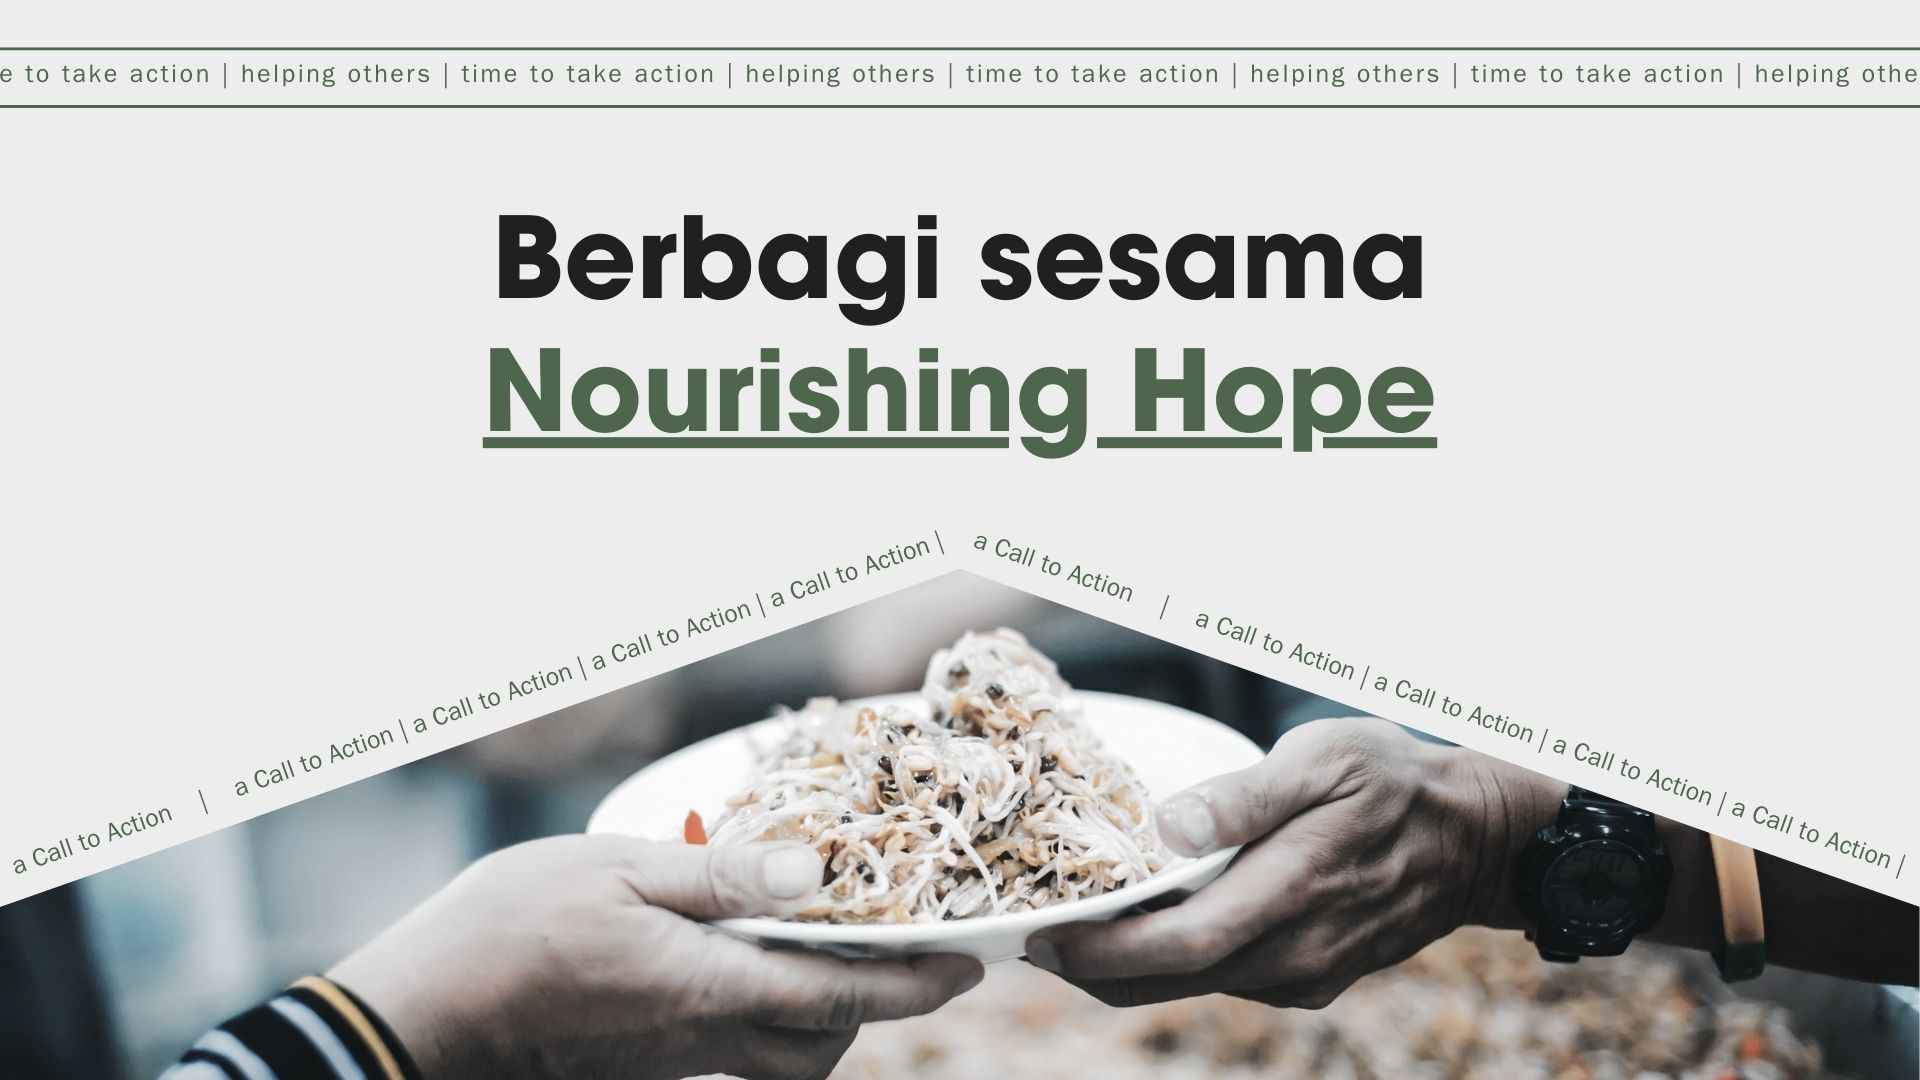 e to take action | helping others | time to take action | helping others | time to take action | helping others | time to take action | helping othe
Berbagi sesama
Nourishing Hope
a Call to Action | a Call to Action | a Call to Action | a Call to Action | a Call to Action |
a Call to Action | a Call to Action | a Call to Action | a Call to Action | a Call to Action |